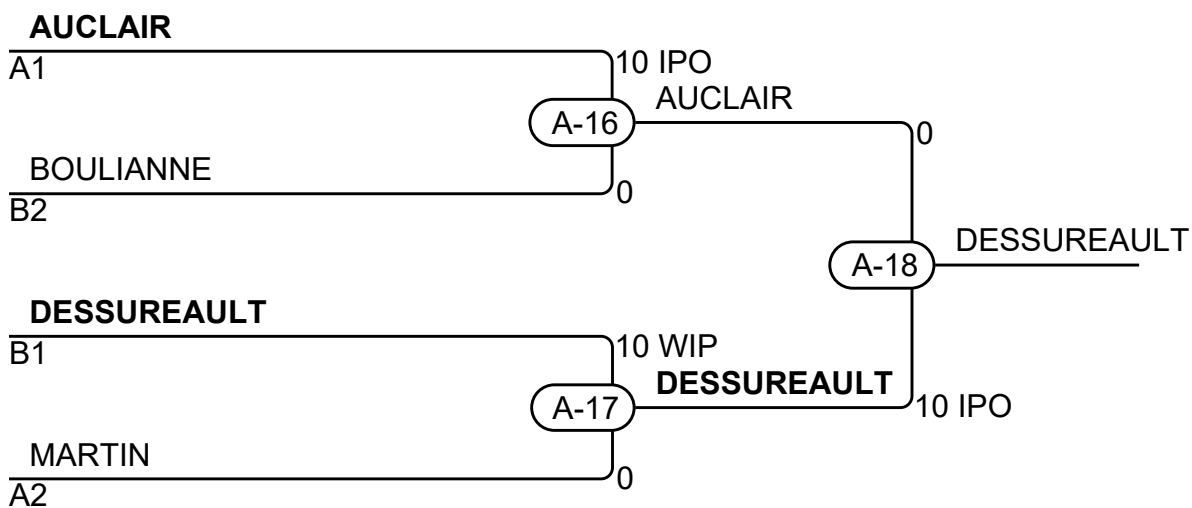 AUCLAIR
A1
10 IPO
AUCLAIR
A-16
0
BOULIANNE
0
B2
DESSUREAULT
A-18
DESSUREAULT
B1
10 WIP
DESSUREAULT
A-17
10 IPO
MARTIN
0
A2